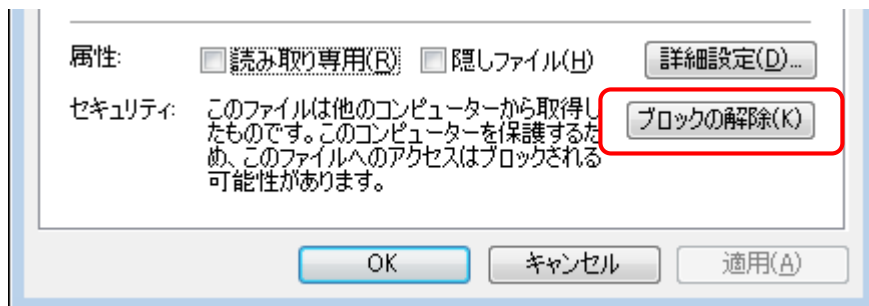 属性: 読み取り専用(R) 隠しファイル(H) 詳細設定(D)...
セキュリティ: このファイルは他のコンピューターから取得し ブロックの解除(K)
たものです。このコンピューターを保護するた
め、このファイルへのアクセスはブロックされる
可能性があります。
OK キャンセル 適用(A)